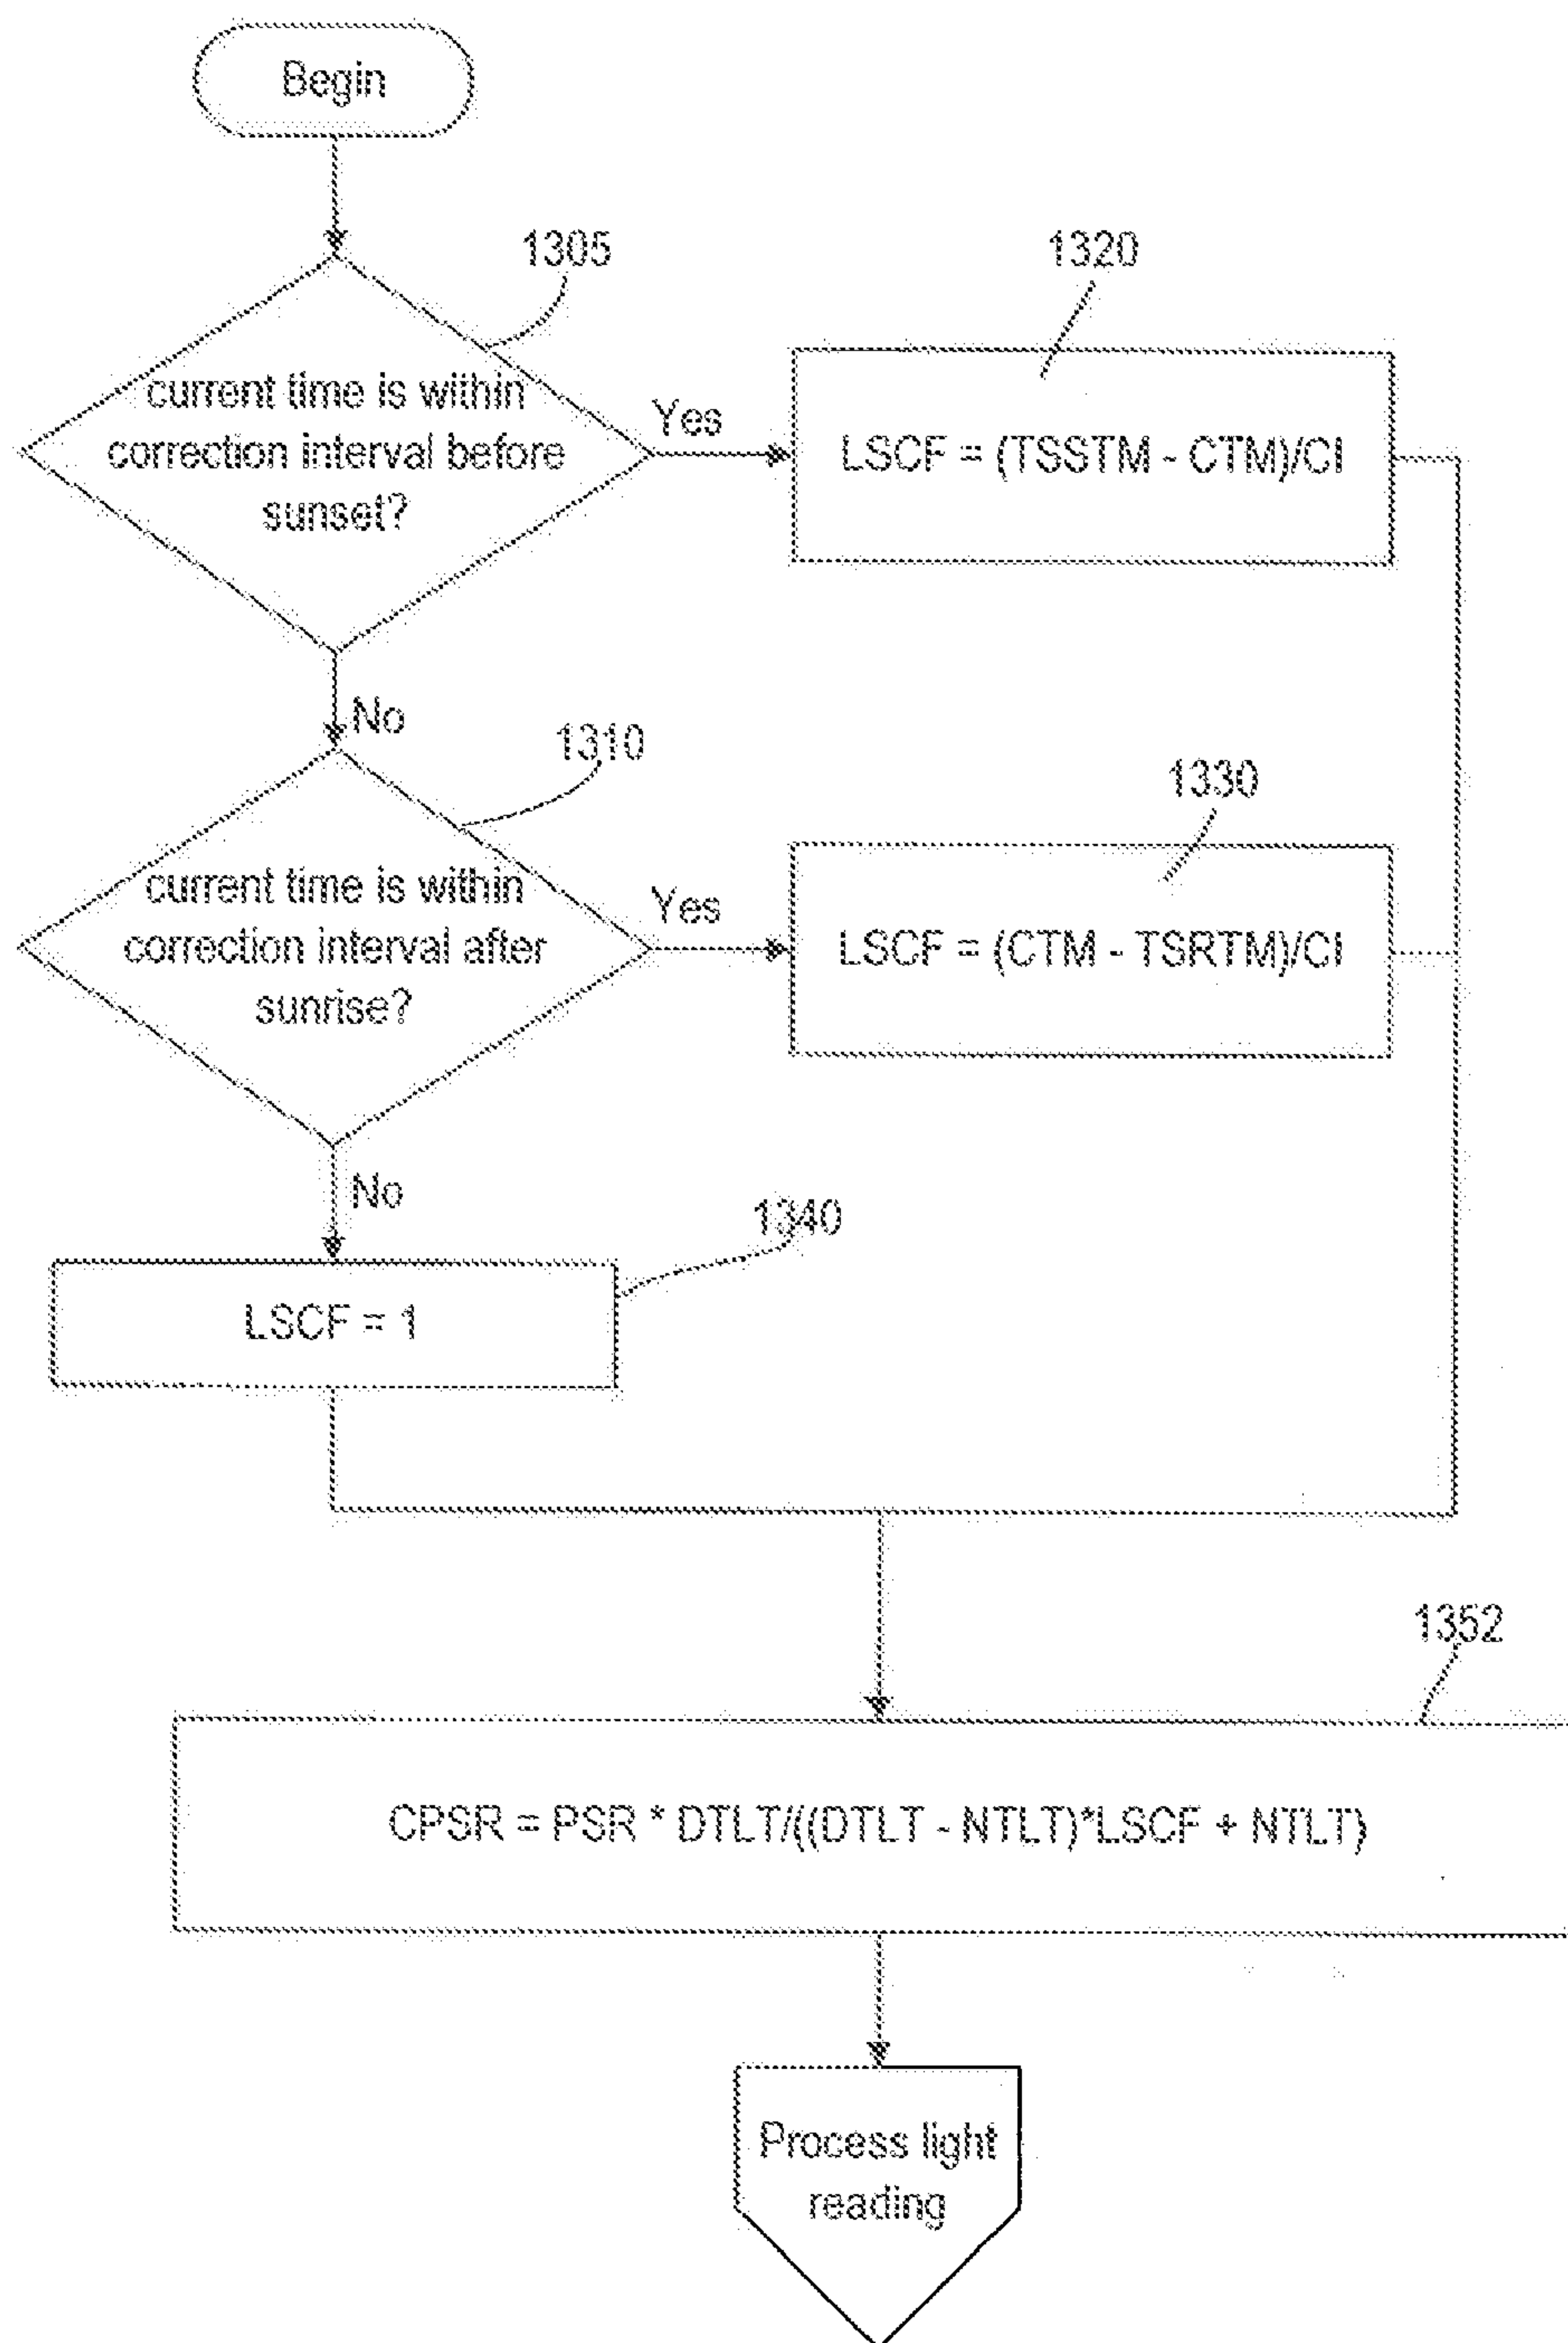 Begin
1305
1320
current time is within
correction interval before
sunset?
Yes
LSCF = (TSSTM - CTM)/CI
No
1310
1330
current time is within
correction interval after
sunrise?
Yes
LSCF = (CTM - TSRTM)/CI
No
1340
LSCF = 1
1352
CPSR = PSR * DTLT/((DTLT - NTLT)*LSCF + NTLT)
Process light
reading